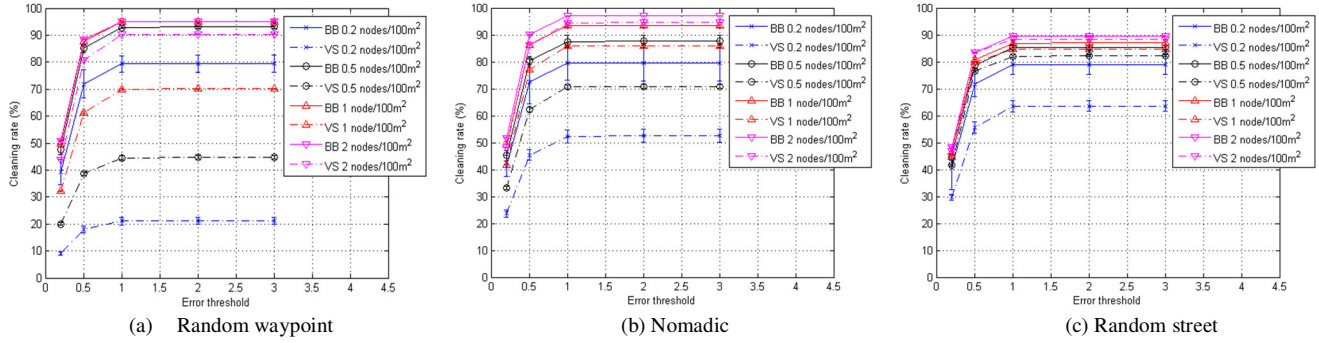 100
90
80
70
60
50
40
30
20
10
0
Cleaning rate (%)
0 0.5 1 1.5 2 2.5 3 3.5 4 4.5
Error threshold
BB 0.2 nodes/100m²
VS 0.2 nodes/100m²
BB 0.5 nodes/100m²
VS 0.5 nodes/100m²
BB 1 node/100m²
VS 1 node/100m²
BB 2 nodes/100m²
VS 2 nodes/100m²
(a) Random waypoint
100
90
80
70
60
50
40
30
20
10
0
Cleaning rate (%)
0 0.5 1 1.5 2 2.5 3 3.5 4 4.5
Error threshold
BB 0.2 nodes/100m²
VS 0.2 nodes/100m²
BB 0.5 nodes/100m²
VS 0.5 nodes/100m²
BB 1 node/100m²
VS 1 node/100m²
BB 2 nodes/100m²
VS 2 nodes/100m²
(b) Nomadic
100
90
80
70
60
50
40
30
20
10
0
Cleaning rate (%)
0 0.5 1 1.5 2 2.5 3 3.5 4 4.5
Error threshold
BB 0.2 nodes/100m²
VS 0.2 nodes/100m²
BB 0.5 nodes/100m²
VS 0.5 nodes/100m²
BB 1 node/100m²
VS 1 node/100m²
BB 2 nodes/100m²
VS 2 nodes/100m²
(c) Random street